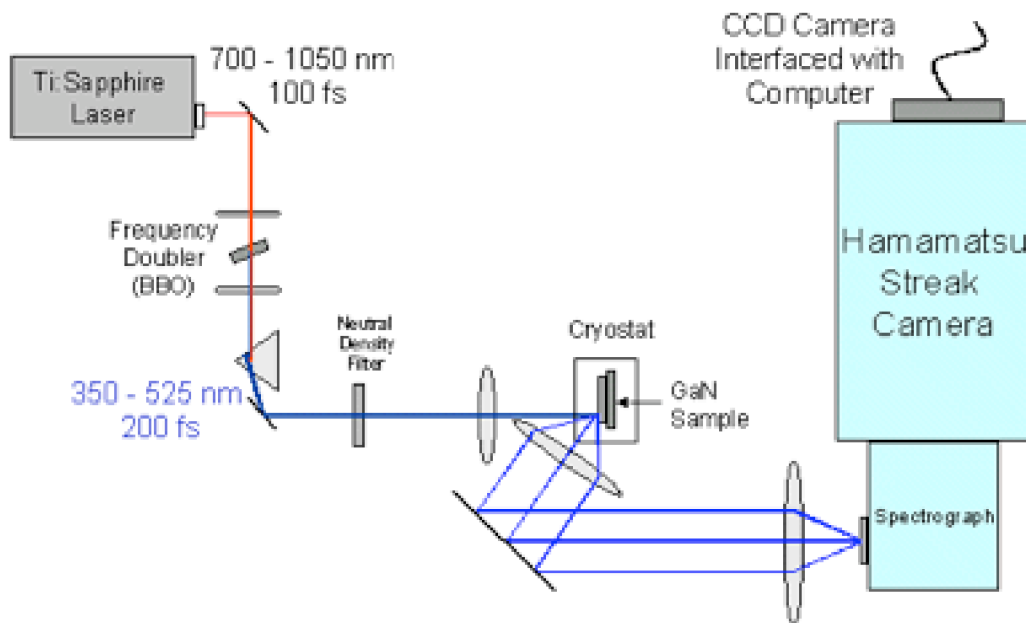 Ti:Sapphire
Laser
700 - 1050 nm
100 fs
CCD Camera
Interfaced with
Computer
Frequency
Doubler
(BBO)
Hamamatsu
Streak
Camera
Neutral
Density
Filter
Cryostat
350 - 525 nm
200 fs
GaN
Sample
Spectrograph